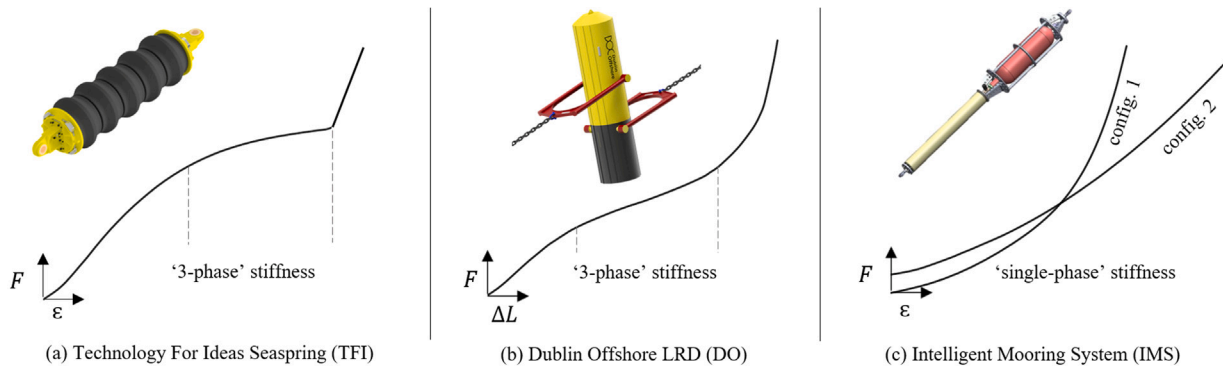 DOC
F
ε
'3-phase' stiffness
(a) Technology For Ideas Seaspring (TFI)
F
ΔL
'3-phase' stiffness
(b) Dublin Offshore LRD (DO)
config. 1
config. 2
F
ε
'single-phase' stiffness
(c) Intelligent Mooring System (IMS)